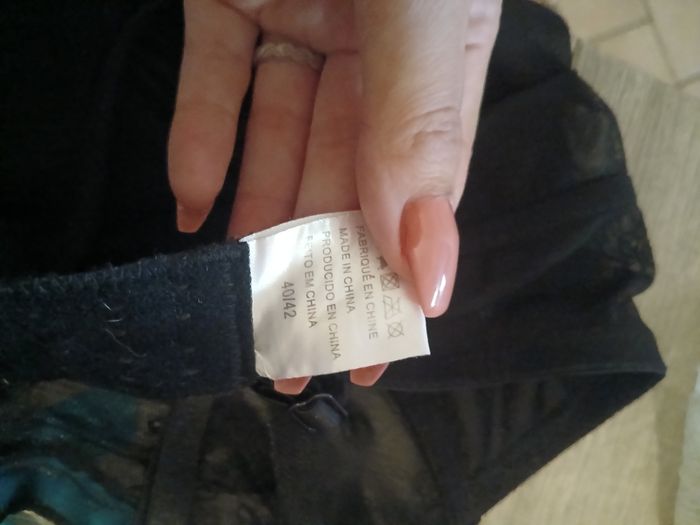 FABRIQUÉ EN CHINE
MADE IN CHINA
PRODUCIDO EN CHINA
FEITO EM CHINA
40/42